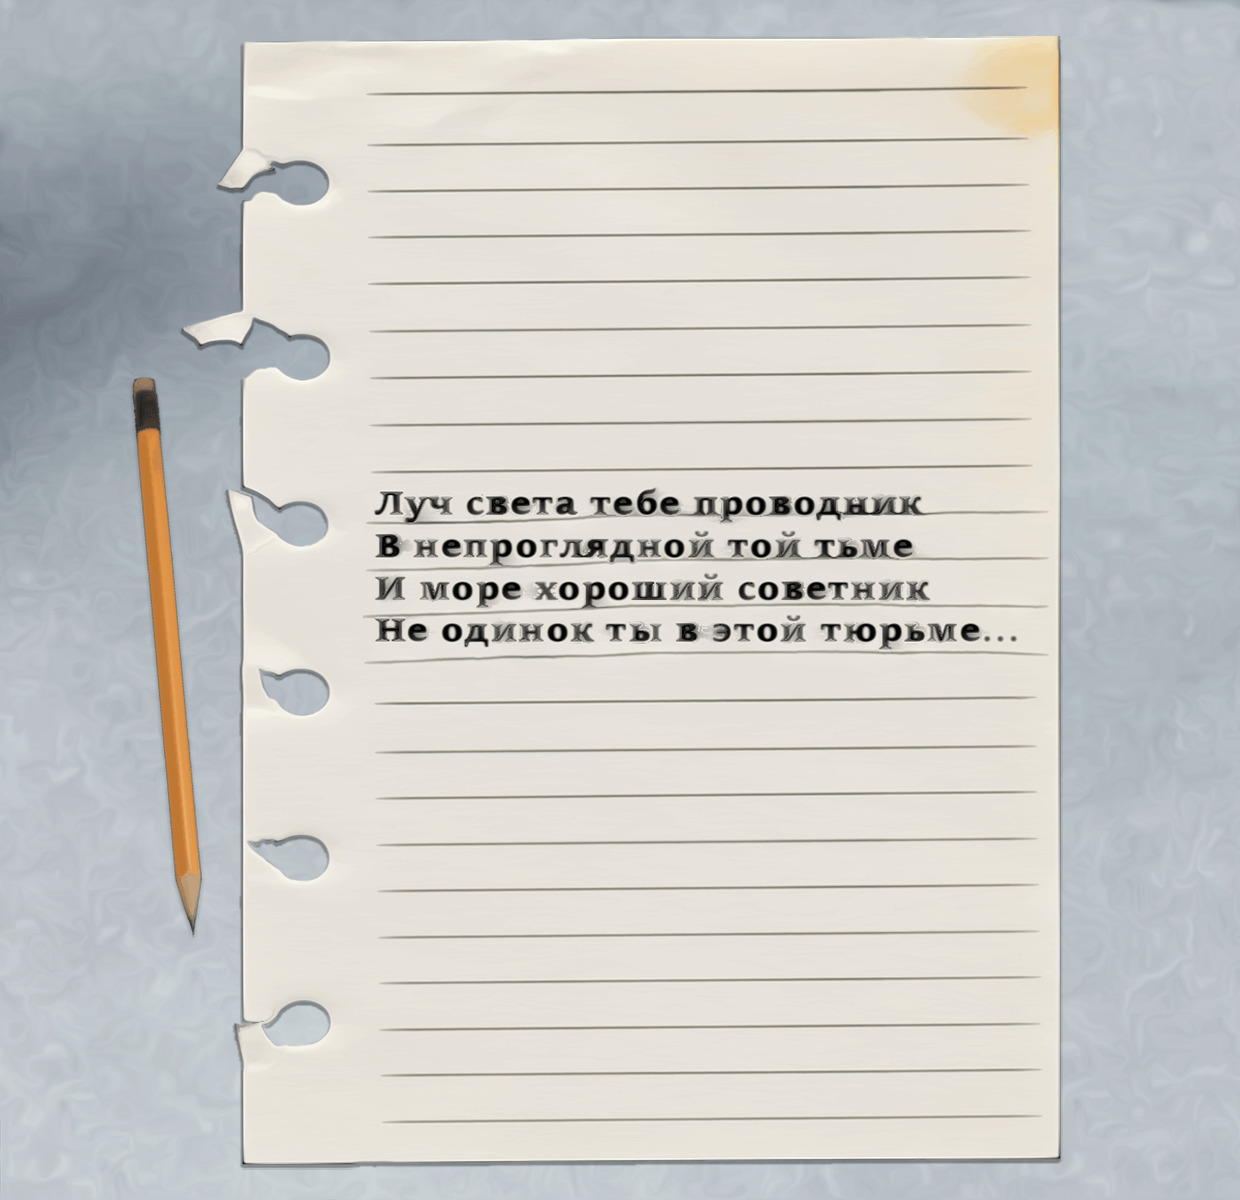 Луч света тебе проводник
В непроглядной той тьме
И море хороший советник
Не одинок ты в этой тюрьме...